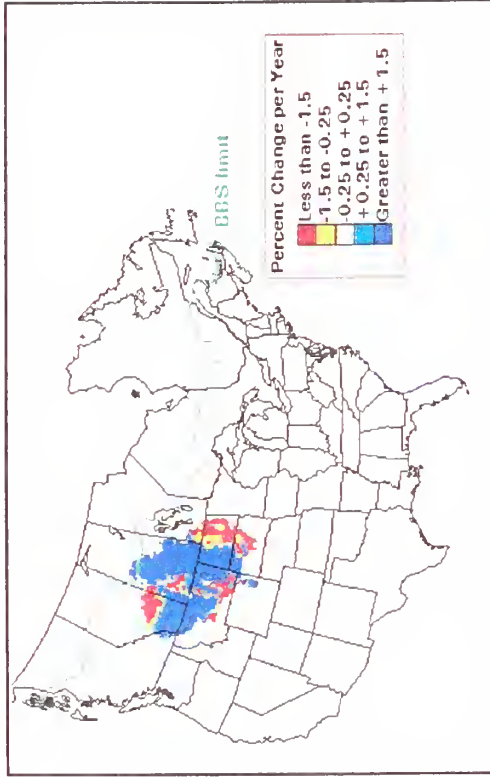 BBS limit
Percent Change per Year
Less than -1.5
-1.5 to -0.25
-0.25 to +0.25
+ 0.25 to + 1.5
Greater than + 1.5